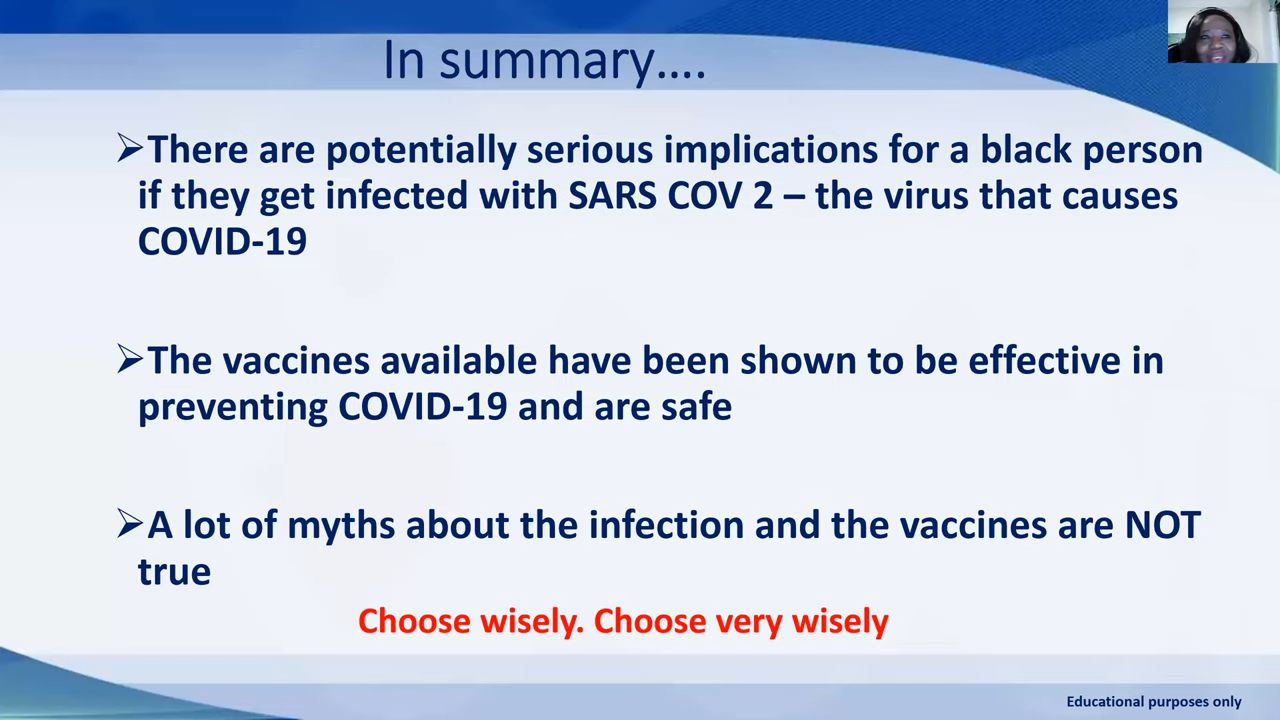 In summary....
➢There are potentially serious implications for a black person
if they get infected with SARS COV 2 – the virus that causes
COVID-19
➢The vaccines available have been shown to be effective in
preventing COVID-19 and are safe
➢A lot of myths about the infection and the vaccines are NOT
true
Choose wisely. Choose very wisely
Educational purposes only